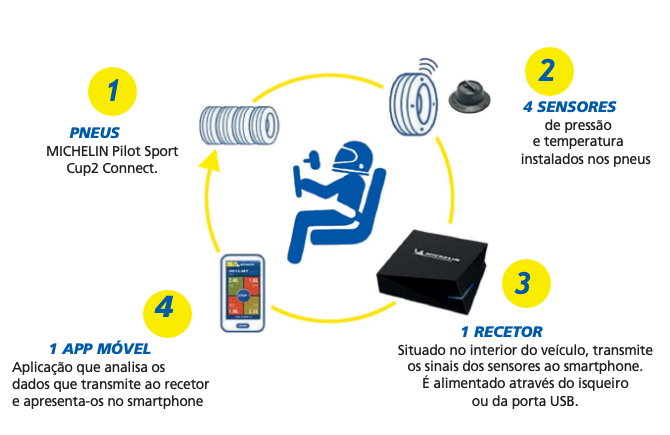 1
PNEUS
MICHELIN Pilot Sport
Cup2 Connect.
2
4 SENSORES
de pressão
e temperatura
instalados nos pneus
MICHELIN
3
1 RECETOR
Situado no interior do veículo, transmite
os sinais dos sensores ao smartphone.
É alimentado através do isqueiro
ou da porta USB.
4
1 APP MÓVEL
Aplicação que analisa os
dados que transmite ao recetor
e apresenta-os no smartphone